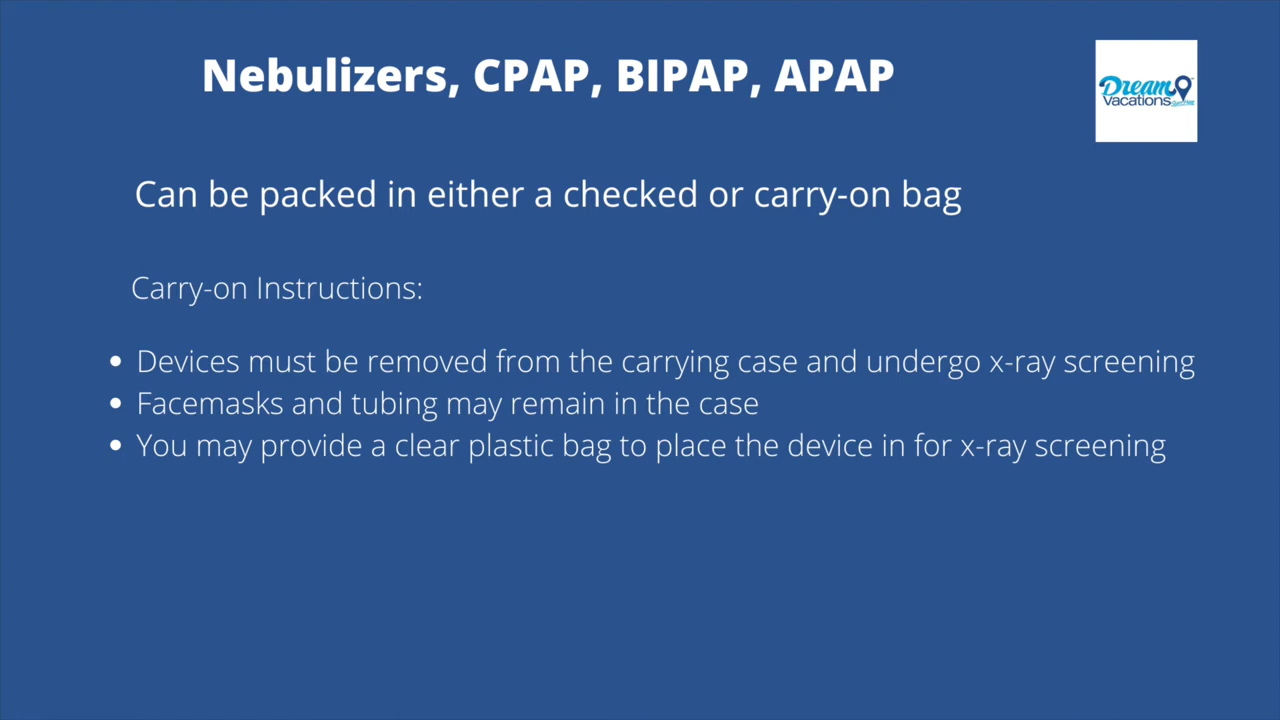 Nebulizers, CPAP, BIPAP, APAP
Dream
Vacations
Can be packed in either a checked or carry-on bag
Carry-on Instructions:
• Devices must be removed from the carrying case and undergo x-ray screening
• Facemasks and tubing may remain in the case
• You may provide a clear plastic bag to place the device in for x-ray screening